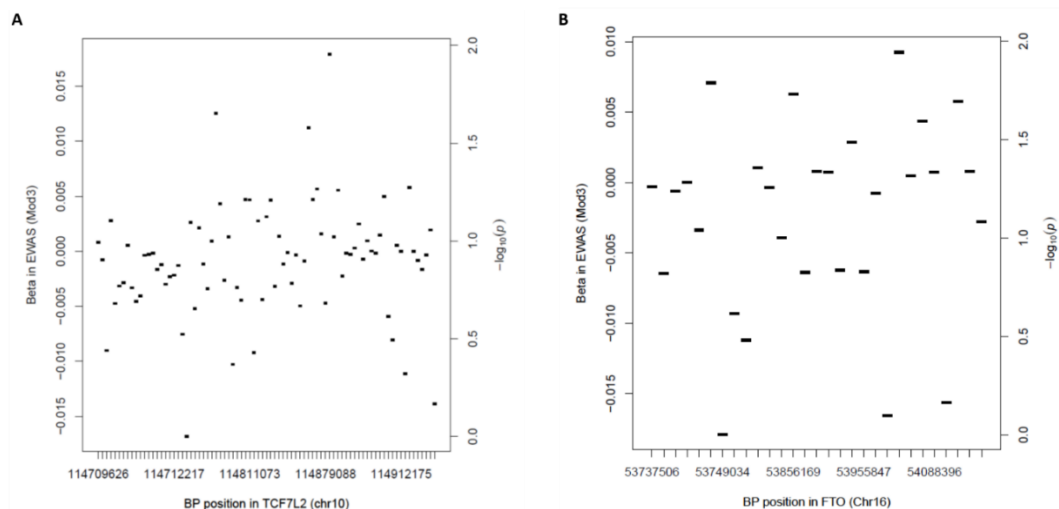 A
Beta in EWAS (Mod3)
0.015
0.010
0.005
0.000
−0.005
−0.010
−0.015
2.0
1.5
1.0
0.5
0.0
−log10(p)
114709626 114712217 114811073 114879088 114912175
BP position in TCF7L2 (chr10)
B
Beta in EWAS (Mod3)
0.010
0.005
0.000
−0.005
−0.010
−0.015
2.0
1.5
1.0
0.5
0.0
−log10(p)
53737506 53749034 53856169 53955847 54088396
BP position in FTO (Chr16)